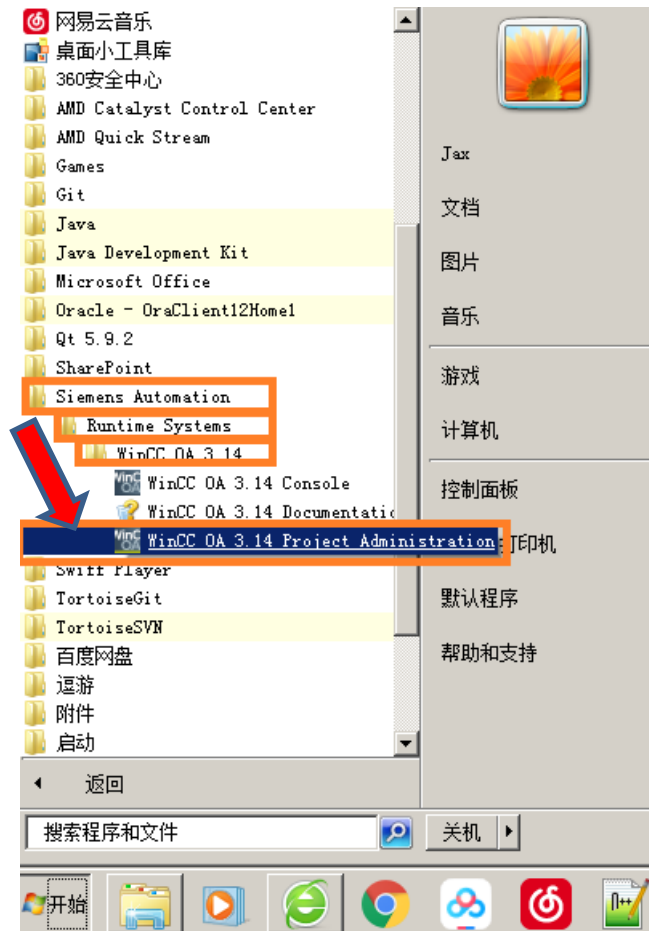 网易云音乐
桌面小工具库
360安全中心
AMD Catalyst Control Center
AMD Quick Stream
Games
Git
Java
Java Development Kit
Microsoft Office
Oracle - OraClient12Home1
Qt 5.9.2
SharePoint
Siemens Automation
Runtime Systems
WinCC OA 3.14
WinCC OA 3.14 Console
WinCC OA 3.14 Documentatic
WinCC OA 3.14 Project Administration
Swiff Player
TortoiseGit
TortoiseSVN
百度网盘
逗游
附件
启动
返回
搜索程序和文件
Jax
文档
图片
音乐
游戏
计算机
控制面板
打印机
默认程序
帮助和支持
关机
开始